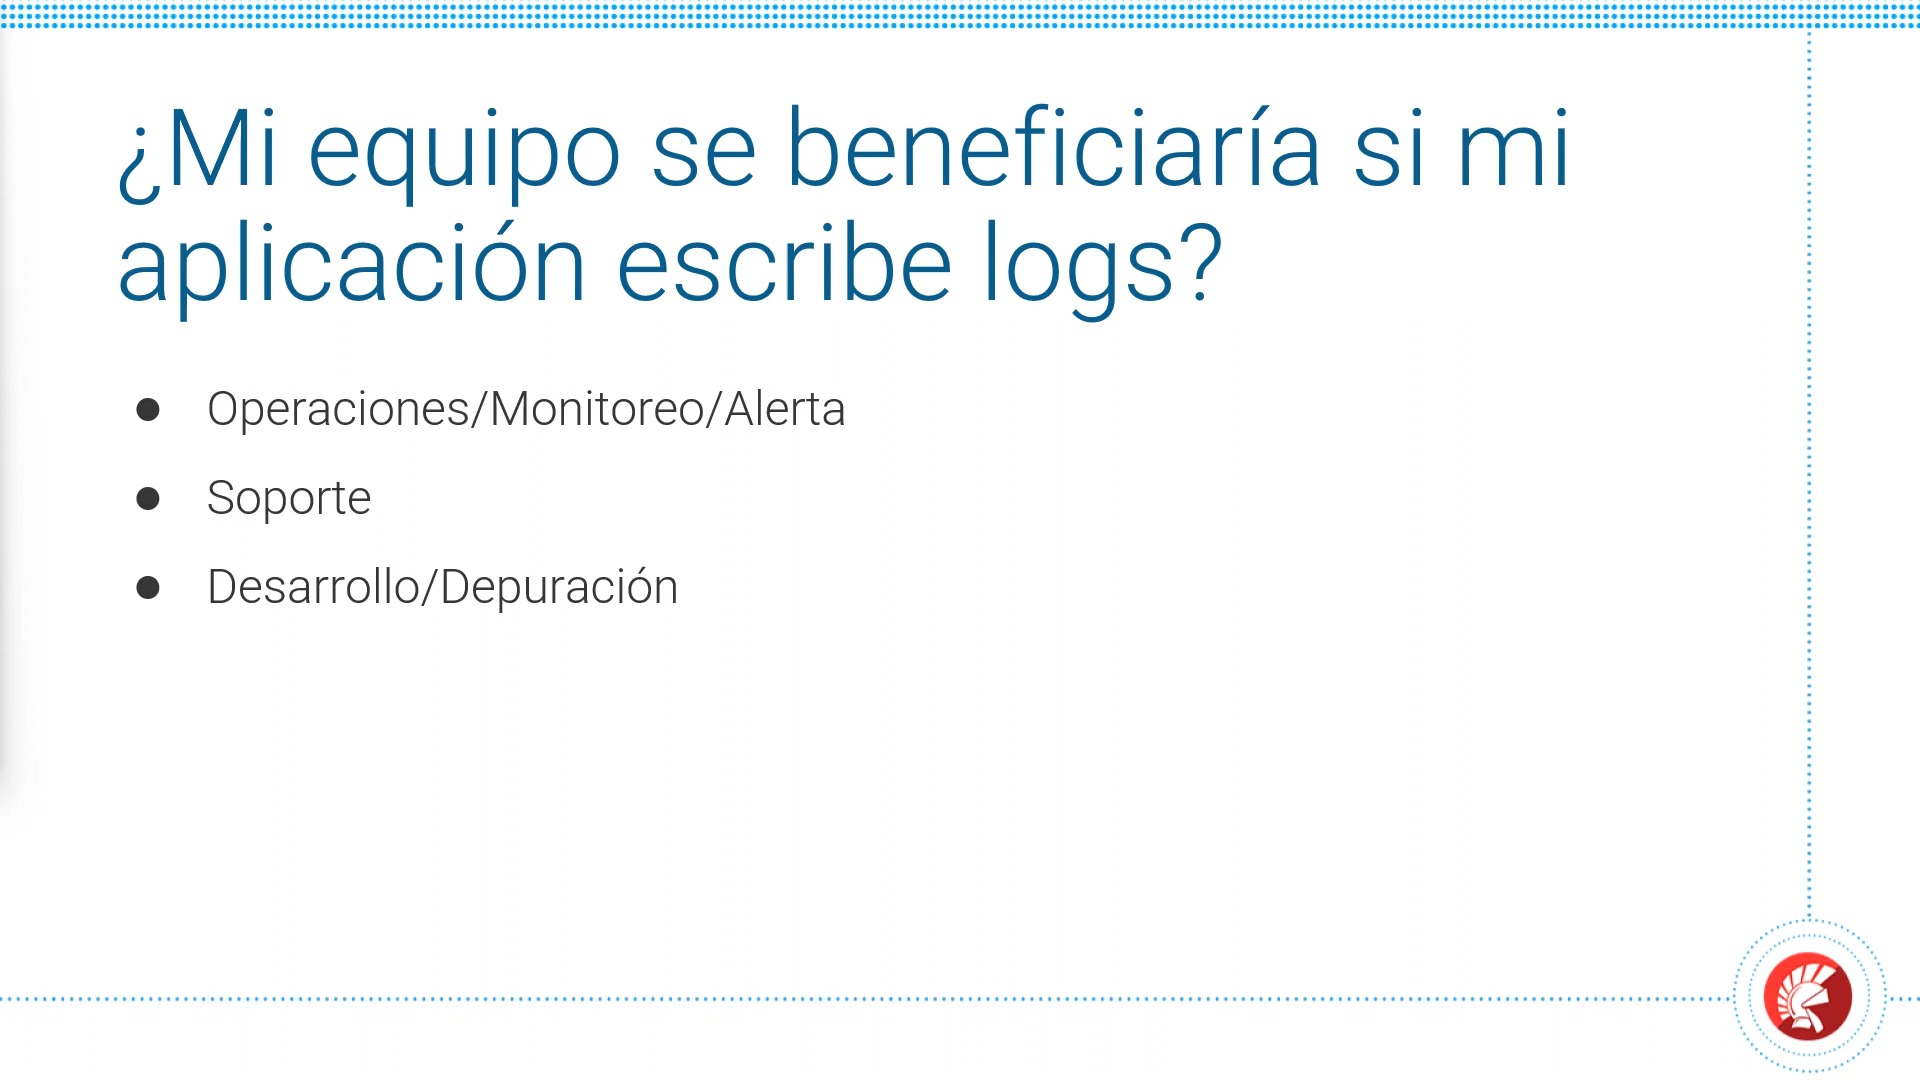 ¿Mi equipo se beneficiaría si mi
aplicación escribe logs?
● Operaciones/Monitoreo/Alerta
● Soporte
● Desarrollo/Depuración